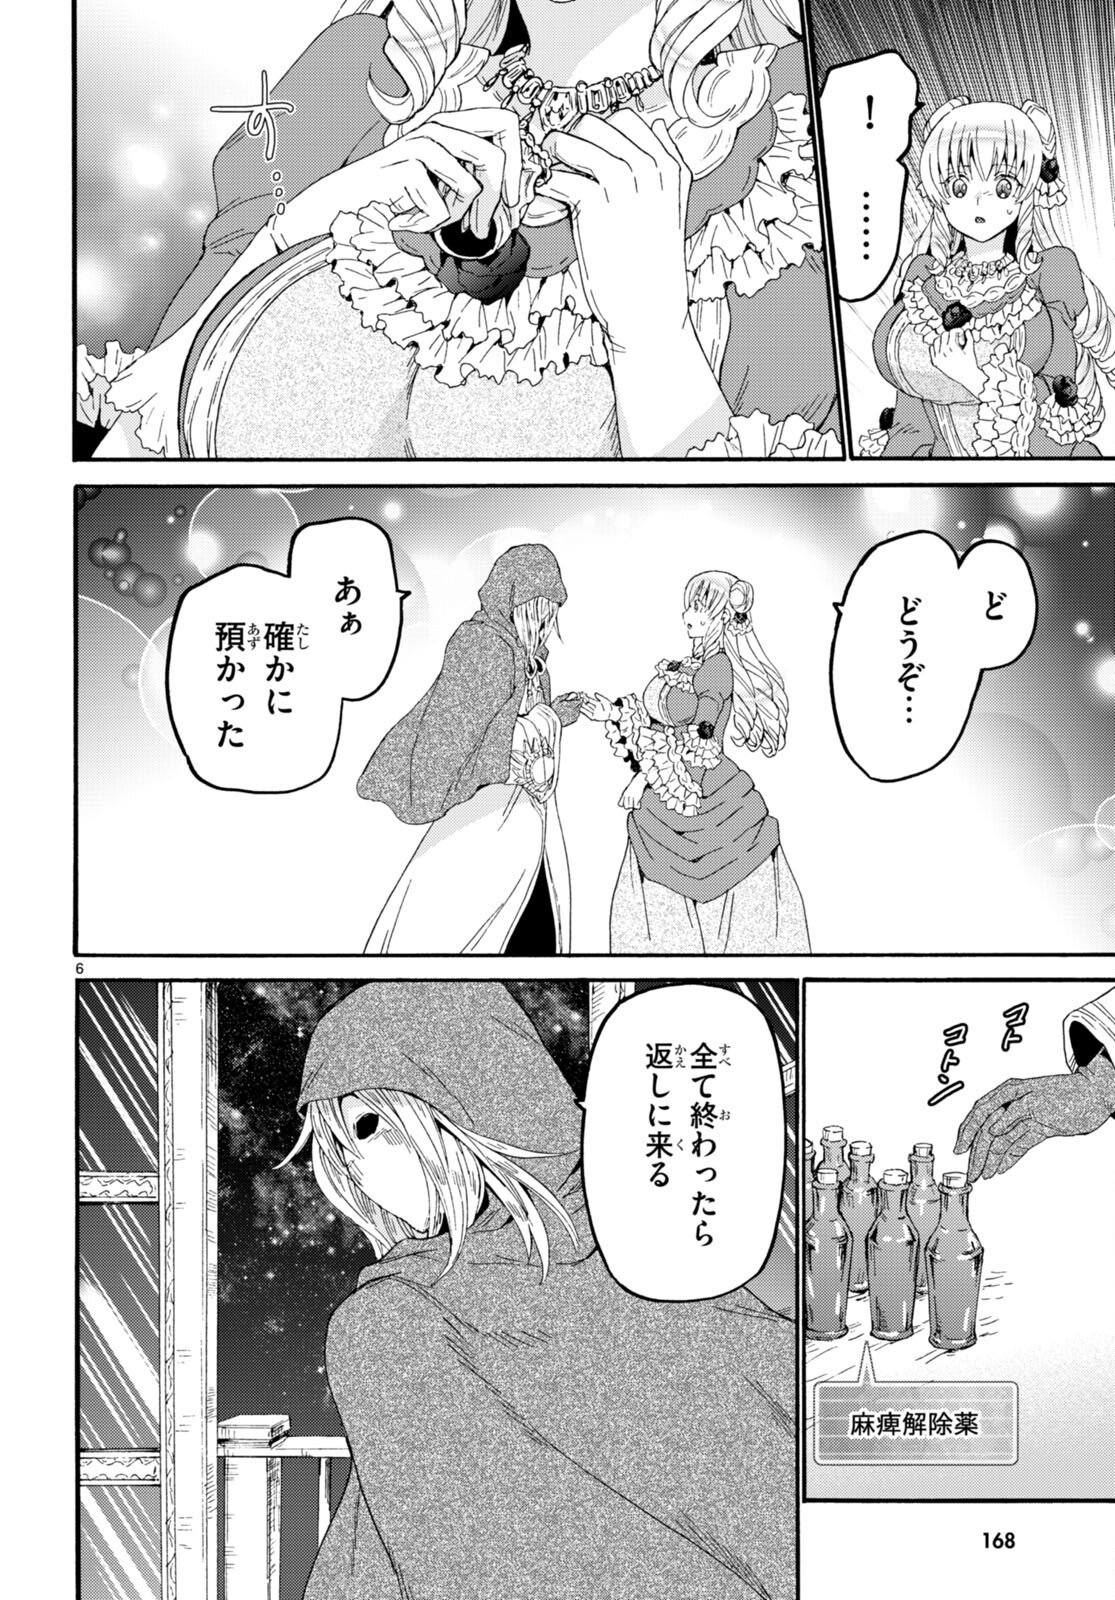 ！
………
す
…。。。
ど
どうぞ…
あぁ
確かに
預かった
コト
コトン
麻痺解除薬
全て終わったら
返しに来る
6
168